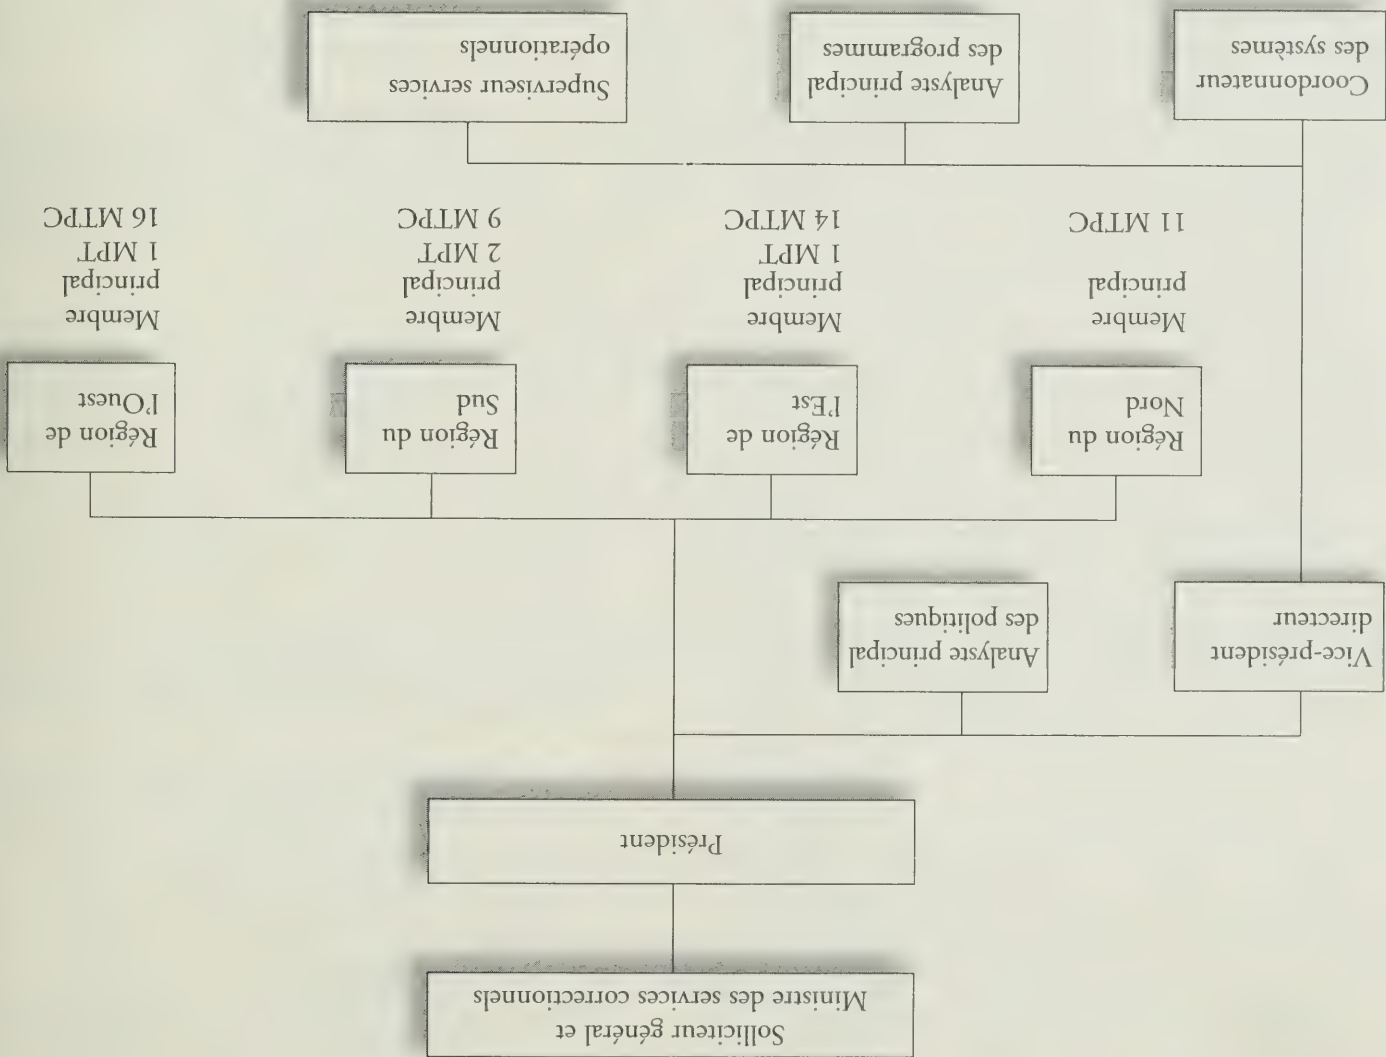 Solliciteur général et
Ministre des services correctionnels
Président
Vice-président
directeur
Analyste principal
des politiques
Région du
Nord
Membre
principal
11 MTPC
Région de
l'Est
Membre
principal
1 MPT
14 MTPC
Région du
Sud
Membre
principal
2 MPT
9 MTPC
Région de
l'Ouest
Membre
principal
1 MPT
16 MTPC
Coordonnateur
des systèmes
Analyste principal
des programmes
Superviseur services
opérationnels